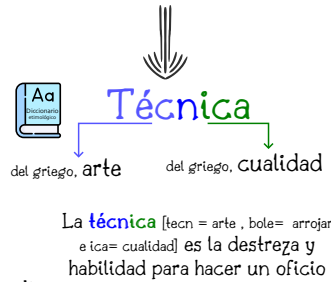 Aa
Diccionario
etimológico
Técnica
del griego, arte
del griego, cualidad
La técnica [tecn = arte , bole= arrojar
e ica= cualidad] es la destreza y
habilidad para hacer un oficio